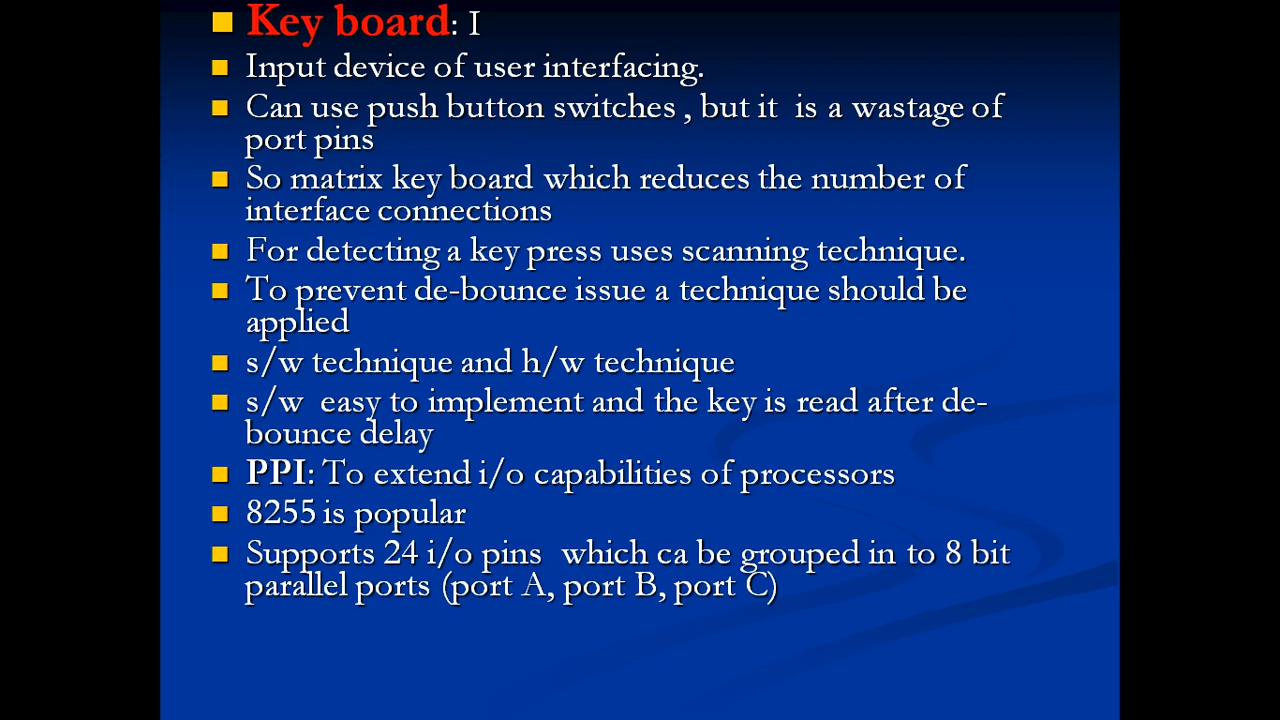 Key board: I
Input device of user interfacing.
Can use push button switches , but it  is a wastage of
port pins
So matrix key board which reduces the number of
interface connections
For detecting a key press uses scanning technique.
To prevent de-bounce issue a technique should be
applied
s/w technique and h/w technique
s/w  easy to implement and the key is read after de-
bounce delay
PPI: To extend i/o capabilities of processors
8255 is popular
Supports 24 i/o pins  which ca be grouped in to 8 bit
parallel ports (port A, port B, port C)